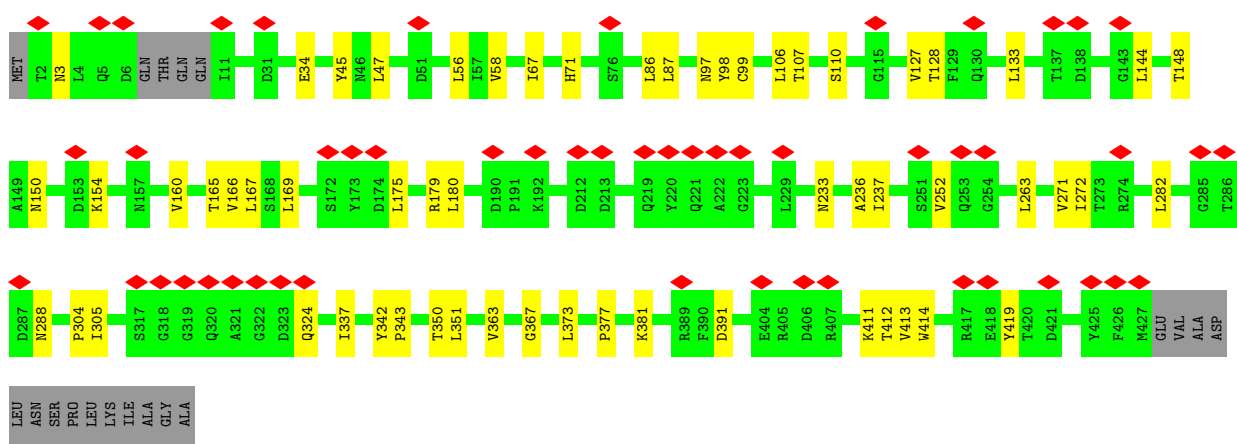 MET T2 N3 L4 Q5 D6 GLN THR GLN GLN I11 D31 E34 Y45 N46 L47 D51 L56 I57 V58 I67 H71 S76 L86 L87 N97 Y98 C99 L106 T107 S110 G115 V127 T128 F129 Q130 L133 T137 D138 G143 L144 T148
A149 N150 D153 K154 N157 V160 T165 V166 L167 S168 L169 S172 Y173 D174 L175 R179 L180 D190 P191 K192 D212 D213 Q219 Y220 Q221 A222 G223 L229 N233 A236 I237 S251 V252 Q253 G254 L263 V271 I272 T273 R274 L282 G285 T286
D287 N288 P304 I305 S317 G318 G319 Q320 A321 G322 D323 Q324 I337 Y342 P343 T350 L351 V363 G367 L373 P377 K381 R389 F390 D391 E404 R405 D406 R407 K411 T412 V413 W414 R417 E418 Y419 T420 D421 Y425 F426 M427 GLU VAL ALA ASP
LEU ASN SER PRO LEU LYS ILE ALA GLY ALA